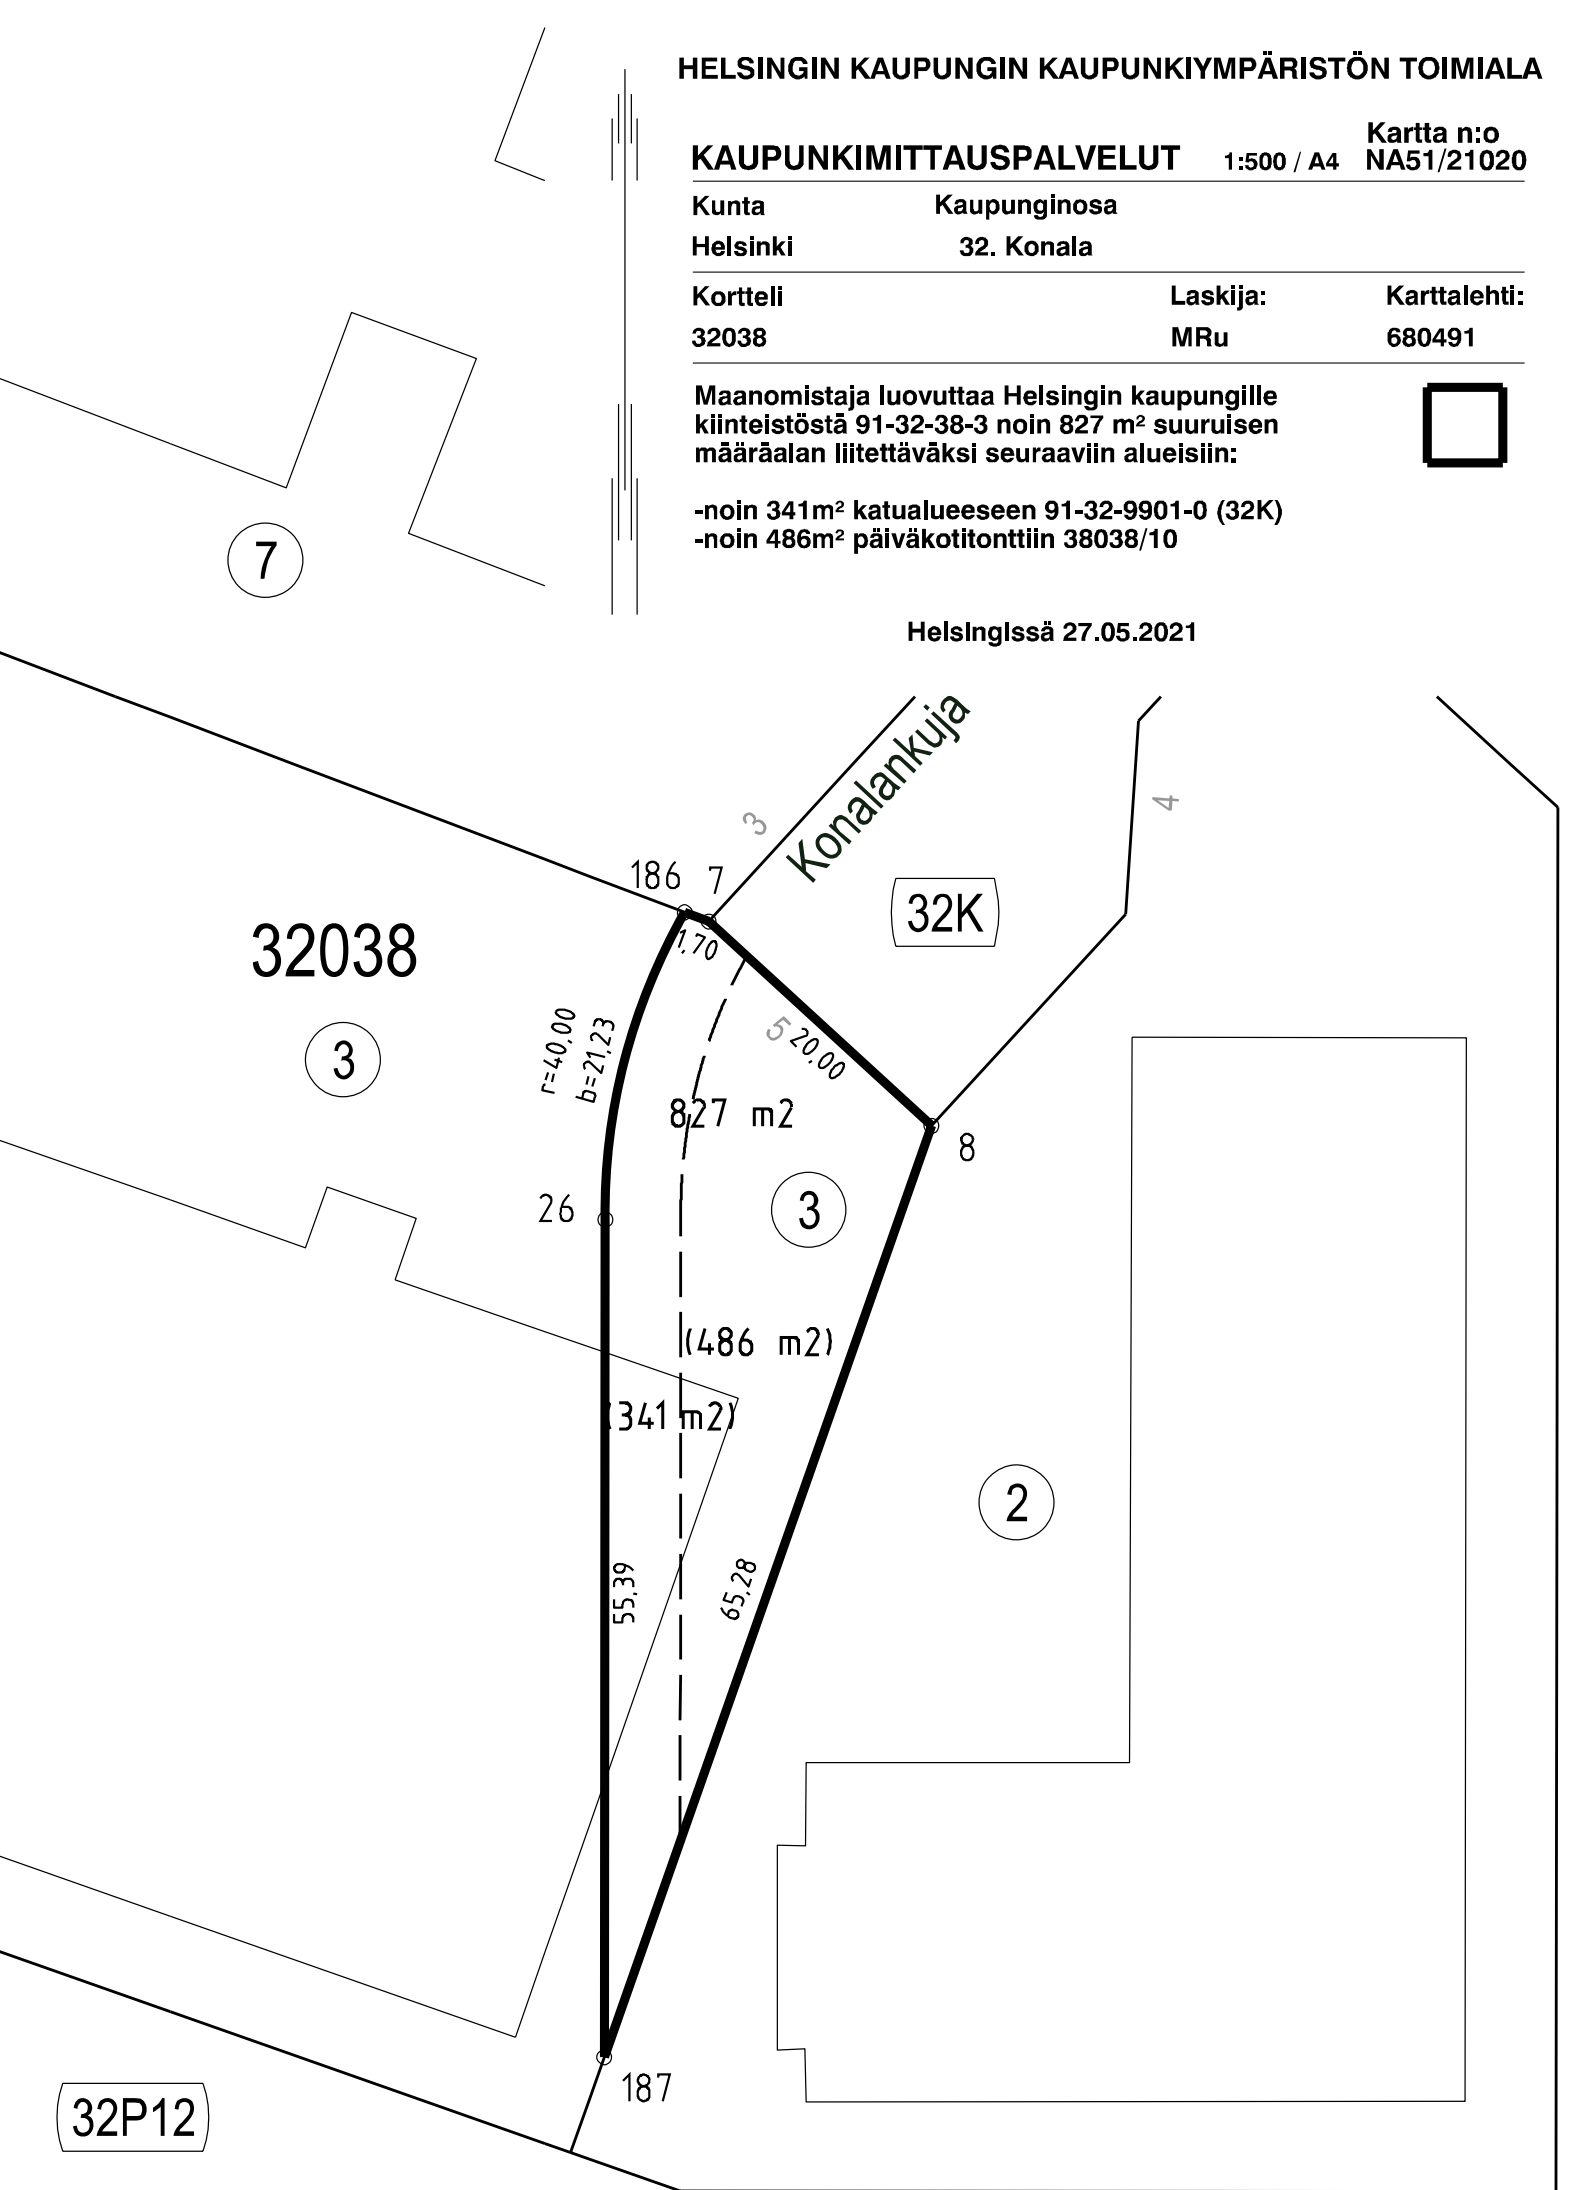 HELSINGIN KAUPUNGIN KAUPUNKIYMPÄRISTÖN TOIMIALA
KAUPUNKIMITTAUSPALVELUT 1:500 / A4 Kartta n:o NA51/21020
Kunta Kaupunginosa
Helsinki 32. Konala
Kortteli Laskija: Karttalehti:
32038 MRu 680491
Maanomistaja luovuttaa Helsingin kaupungille
kiinteistöstä 91-32-38-3 noin 827 m² suuruisen
määräalan liitettäväksi seuraaviin alueisiin:
-noin 341m² katualueeseen 91-32-9901-0 (32K)
-noin 486m² päiväkotitonttiin 38038/10
Helsingissä 27.05.2021
7
Konalankuja
3
4
186 7
32K
1,70
32038
3
r=40,00
b=21,23
5
20,00
827 m2
8
3
26
(486 m2)
(341 m2)
2
55,39
65,28
187
32P12